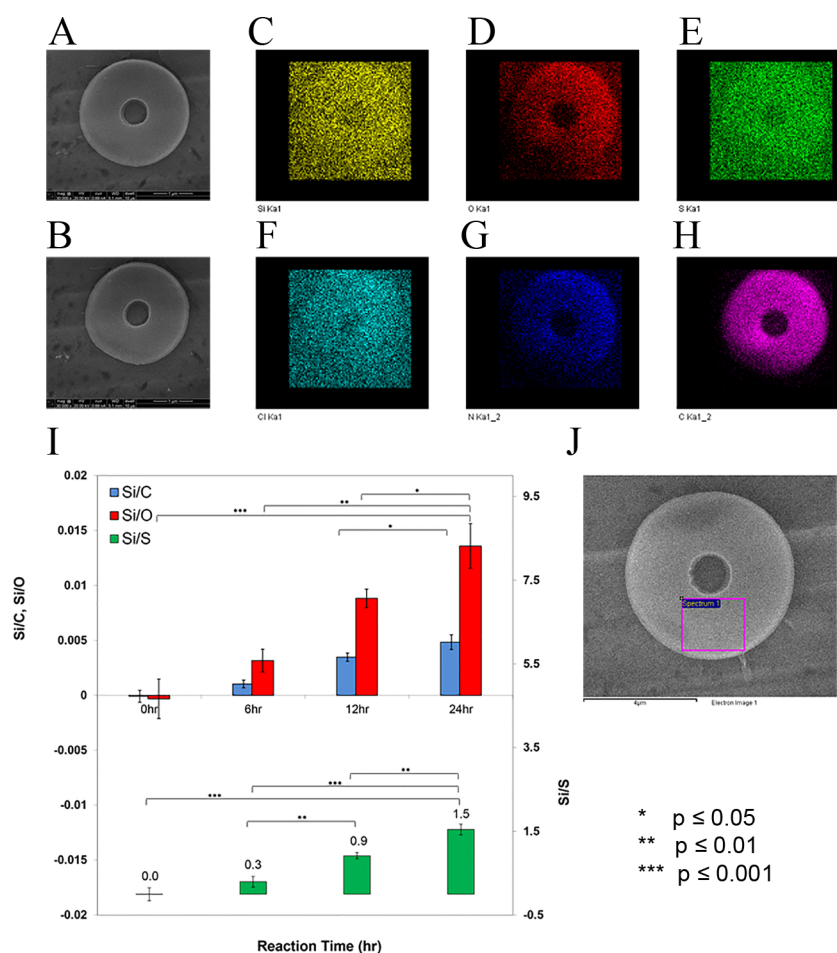 A
C
D
E
Si Ka1
O Ka1
S Ka1
B
F
G
H
Cl Ka1
N Ka1_2
C Ka1_2
I
J
0.02
0.015
0.01
0.005
0
-0.005
-0.01
-0.015
-0.02
Si/C, Si/O
Si/C
Si/O
Si/S
***
**
*
*
0hr
6hr
12hr
24hr
9.5
7.5
5.5
3.5
1.5
-0.5
Si/S
**
***
***
**
0.0
0.3
0.9
1.5
Reaction Time (hr)
Spectrum 1
4µm
Electron Image 1
* p ≤ 0.05
** p ≤ 0.01
*** p ≤ 0.001